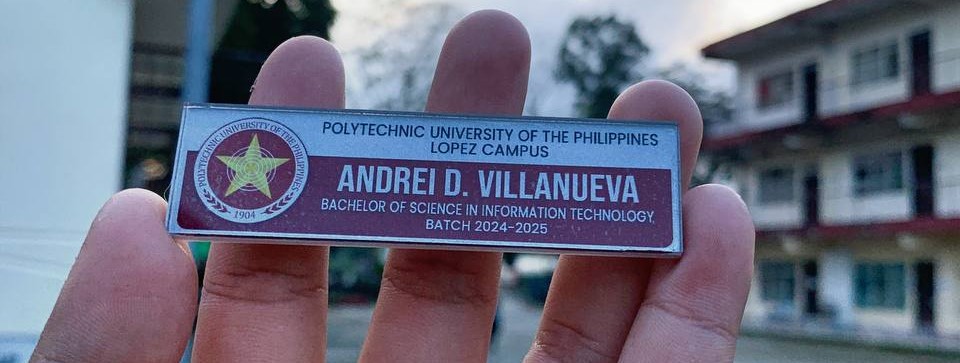 POLYTECHNIC UNIVERSITY OF THE PHILIPPINES
LOPEZ CAMPUS
POLYTECHNIC UNIVERSITY OF THE PHILIPPINES
1904
ANDREI D. VILLANUEVA
BACHELOR OF SCIENCE IN INFORMATION TECHNOLOGY,
BATCH 2024-2025